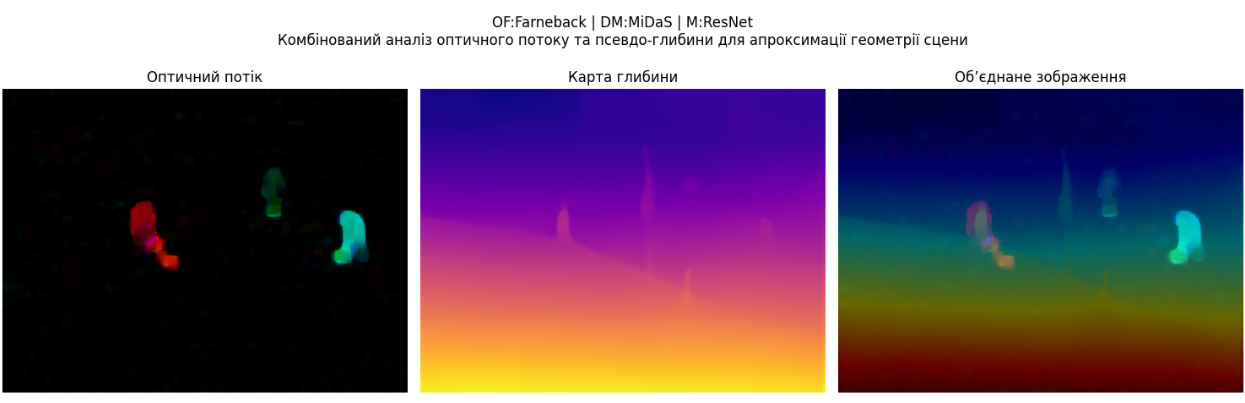 OF:Farneback | DM:MiDaS | M:ResNet
Комбінований аналіз оптичного потоку та псевдо-глибини для апроксимації геометрії сцени
Оптичний потік
Карта глибини
Об’єднане зображення